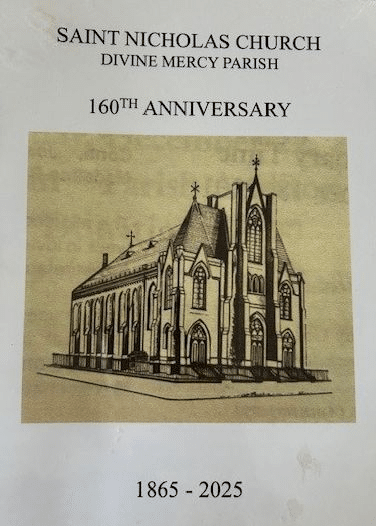 SAINT NICHOLAS CHURCH
DIVINE MERCY PARISH
160TH ANNIVERSARY
1865 - 2025